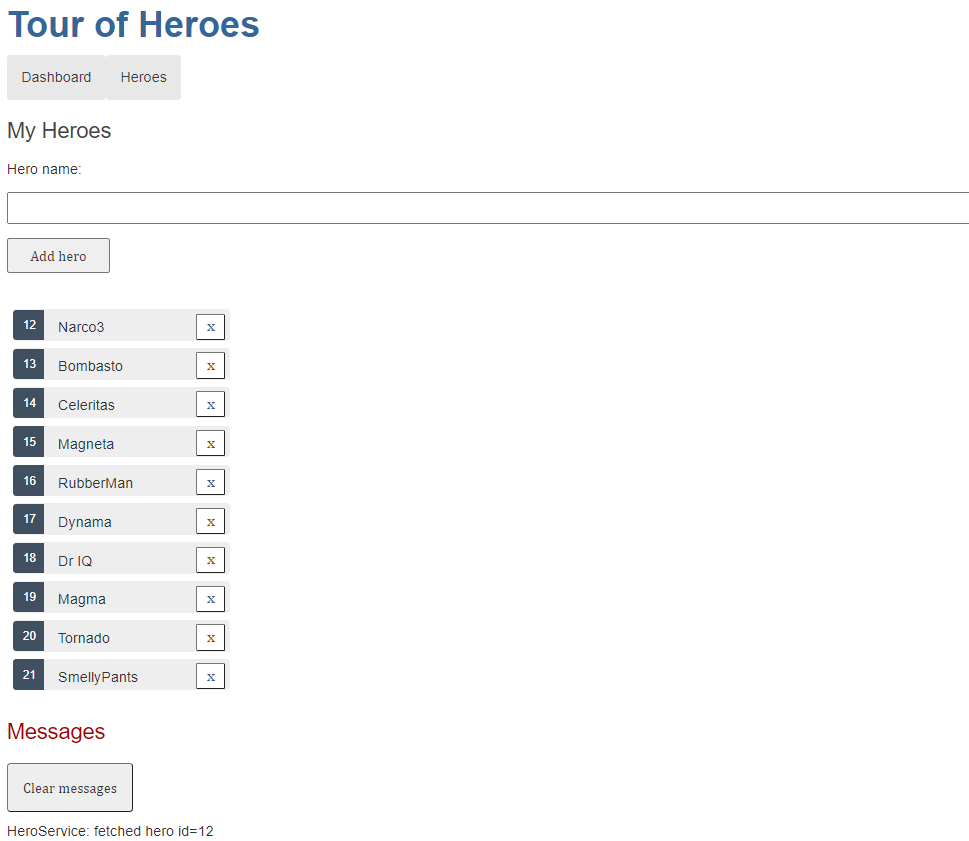 Tour of Heroes
Dashboard Heroes
My Heroes
Hero name:
Add hero
12 Narco3 x
13 Bombasto x
14 Celeritas x
15 Magneta x
16 RubberMan x
17 Dynama x
18 Dr IQ x
19 Magma x
20 Tornado x
21 SmellyPants x
Messages
Clear messages
HeroService: fetched hero id=12